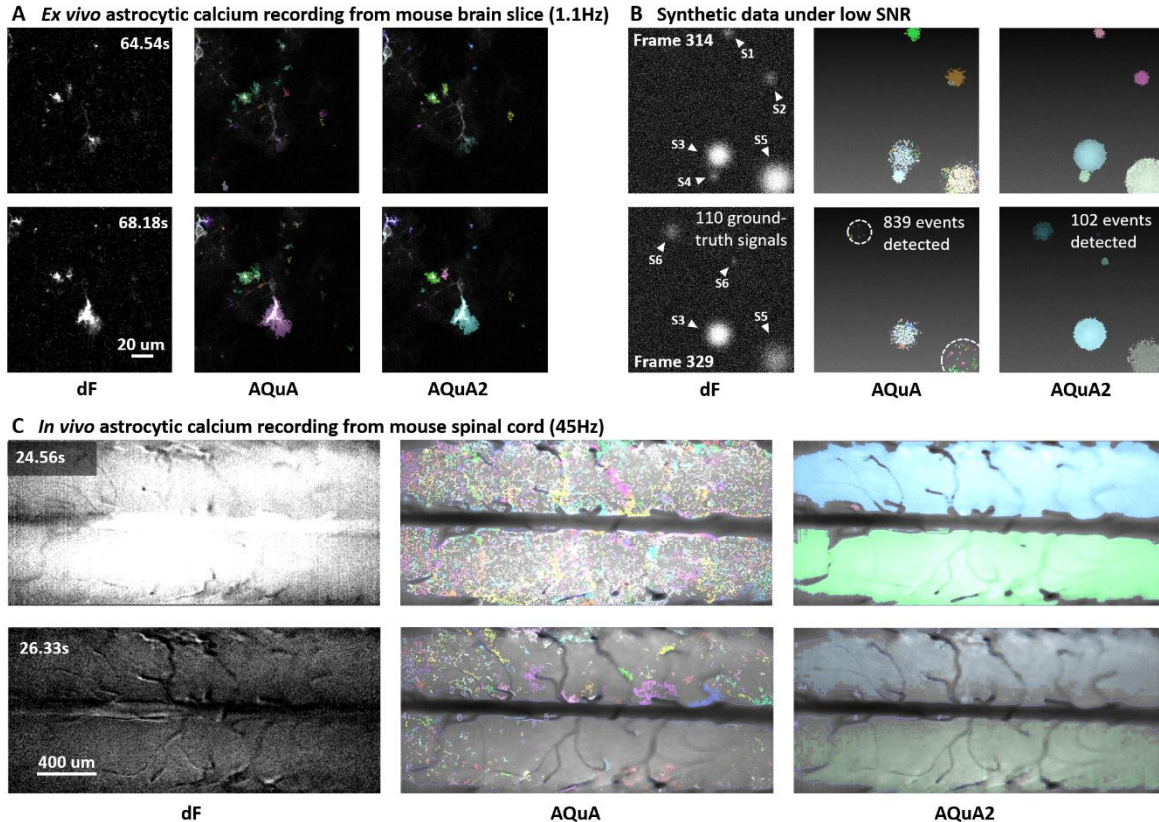 A Ex vivo astrocytic calcium recording from mouse brain slice (1.1Hz)
64.54s
68.18s
20 um
dF
AQuA
AQuA2
B Synthetic data under low SNR
Frame 314
S1
S2
S3
S5
S4
110 ground-
truth signals
S6
S6
S3
S5
Frame 329
839 events
detected
102 events
detected
dF
AQuA
AQuA2
C In vivo astrocytic calcium recording from mouse spinal cord (45Hz)
24.56s
26.33s
400 um
dF
AQuA
AQuA2